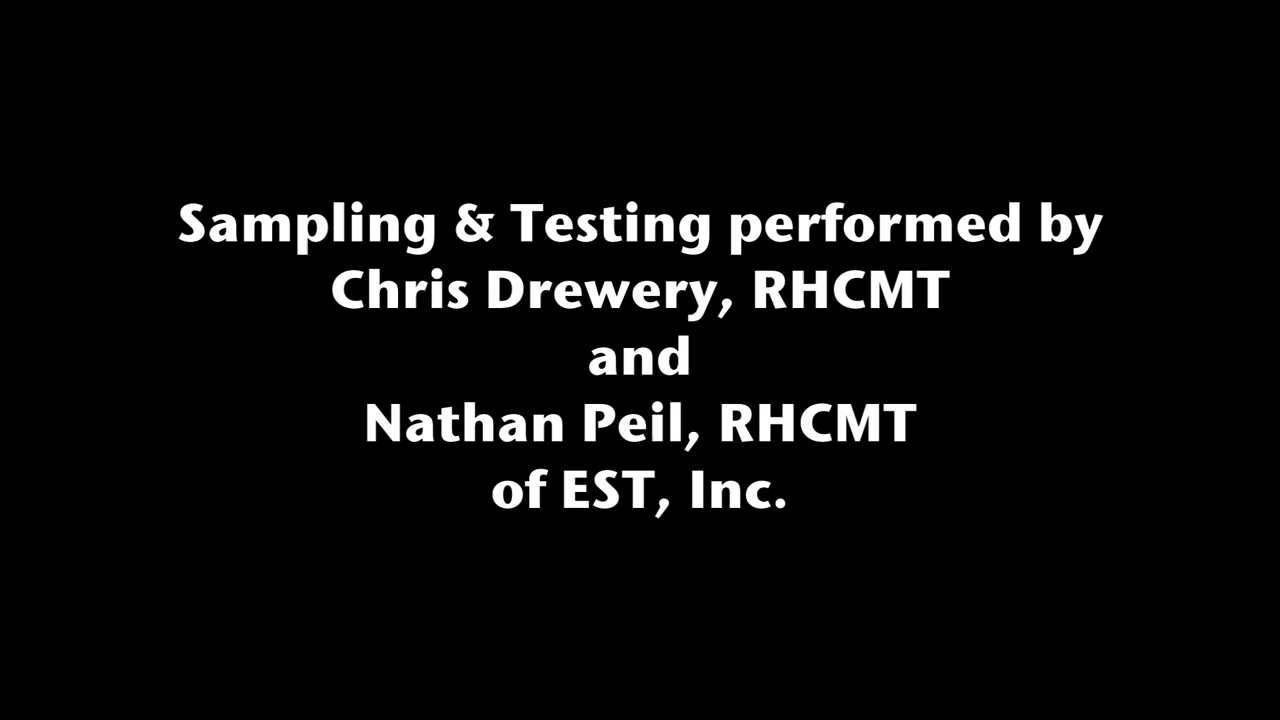 Sampling & Testing performed by
Chris Drewery, RHCMT
and
Nathan Peil, RHCMT
of EST, Inc.